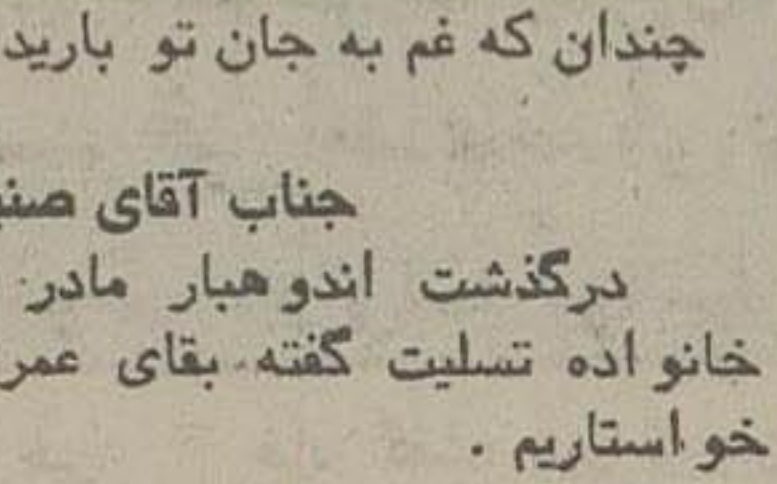 چندان که غم به جان تو بارید
جناب آقای
درگذشت اندوهبار مادر
خانواده تسلیت گفته بقای عمر
خواستاریم .